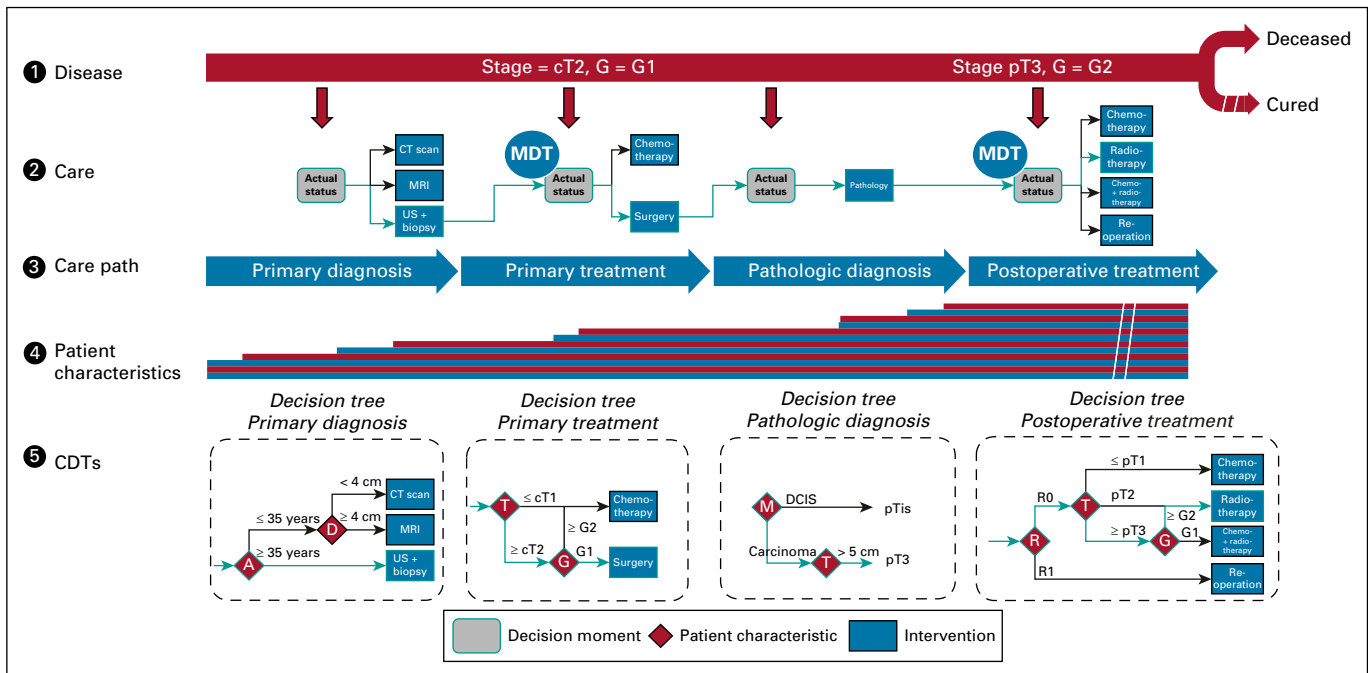 Deceased
1 Disease
Stage = cT2, G = G1
Stage pT3, G = G2
Cured
2 Care
Actual
status
CT scan
MRI
US +
biopsy
MDT
Actual
status
Chemo-
therapy
Surgery
Actual
status
Pathology
MDT
Actual
status
Chemo-
therapy
Radio-
therapy
Chemo
+ radio-
therapy
Re-
operation
3 Care path
Primary diagnosis
Primary treatment
Pathologic diagnosis
Postoperative treatment
4 Patient
characteristics
Decision tree
Primary diagnosis
Decision tree
Primary treatment
Decision tree
Pathologic diagnosis
Decision tree
Postoperative treatment
5 CDTs
A
≤ 35 years
≥ 35 years
D
< 4 cm
≥ 4 cm
CT scan
MRI
US +
biopsy
T
≤ cT1
≥ cT2
≥ G2
G
G1
Chemo-
therapy
Surgery
M
DCIS
pTis
Carcinoma
T
> 5 cm
pT3
R
R0
R1
T
≤ pT1
pT2
≥ pT3
≥ G2
G
G1
Chemo-
therapy
Radio-
therapy
Chemo
+ radio-
therapy
Re-
operation
Decision moment
Patient characteristic
Intervention